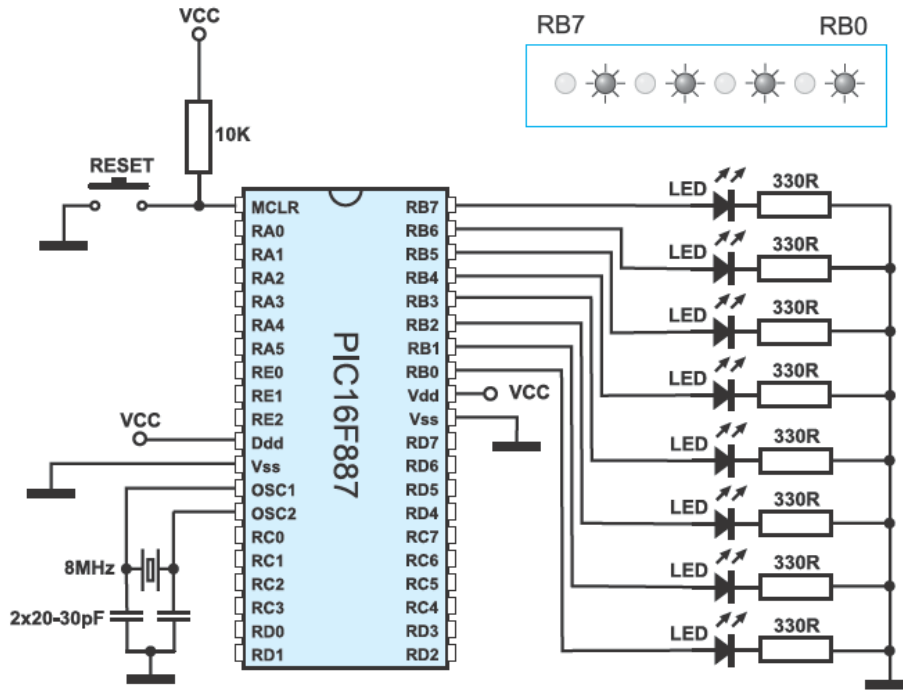 VCC
RB7 RB0
10K
RESET
MCLR RB7 LED 330R
RA0 RB6
RA1 RB5 LED 330R
RA2 RB4
RA3 RB3 LED 330R
RA4 RB2
RA5 RB1
RE0 RB0 LED 330R
RE1 Vdd VCC
RE2 Vss
VCC
Ddd RD7 LED 330R
Vss RD6
OSC1 RD5
OSC2 RD4 LED 330R
RC0 RC7
8MHz
RC1 RC6 LED 330R
RC2 RC5
2x20-30pF
RC3 RC4
RD0 RD3 LED 330R
RD1 RD2
PIC16F887